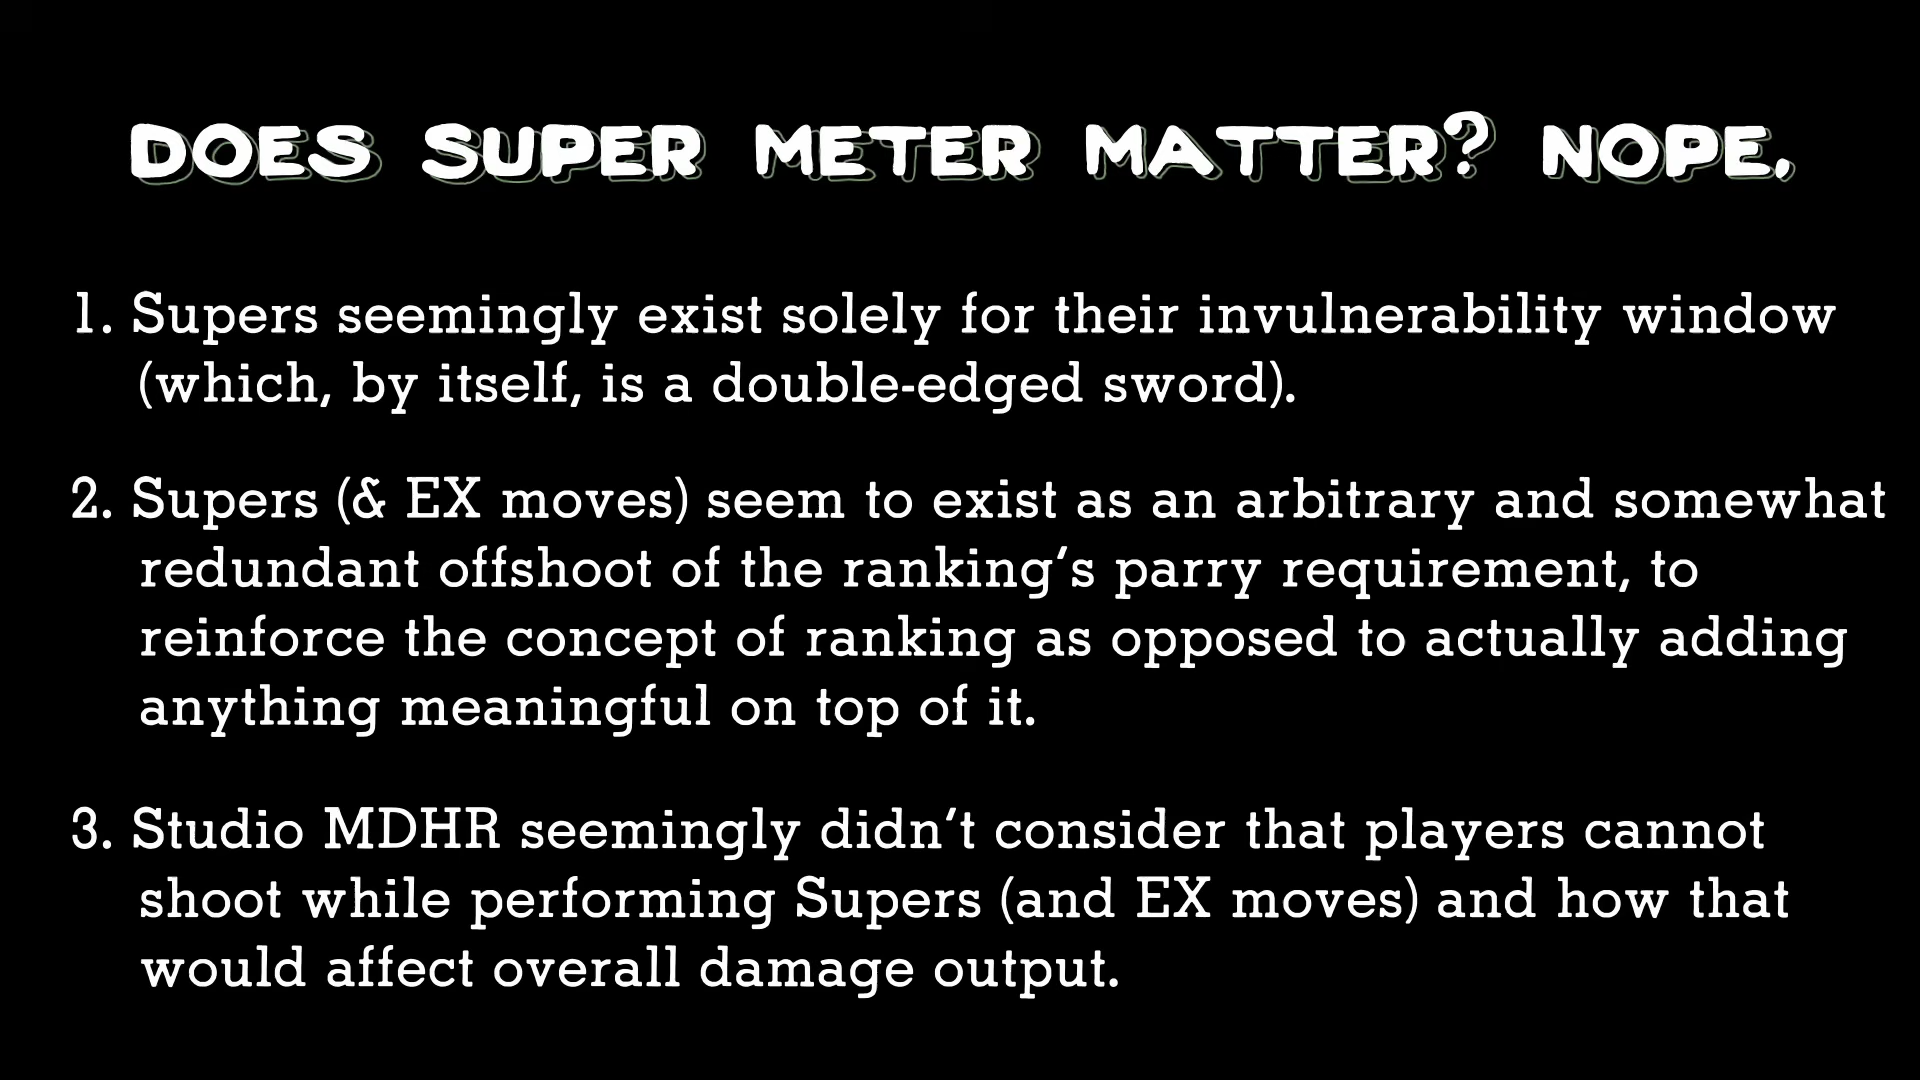 DOES SUPER METER MATTER? NOPE.
1. Supers seemingly exist solely for their invulnerability window
(which, by itself, is a double-edged sword).
2. Supers (& EX moves) seem to exist as an arbitrary and somewhat
redundant offshoot of the ranking's parry requirement, to
reinforce the concept of ranking as opposed to actually adding
anything meaningful on top of it.
3. Studio MDHR seemingly didn't consider that players cannot
shoot while performing Supers (and EX moves) and how that
would affect overall damage output.